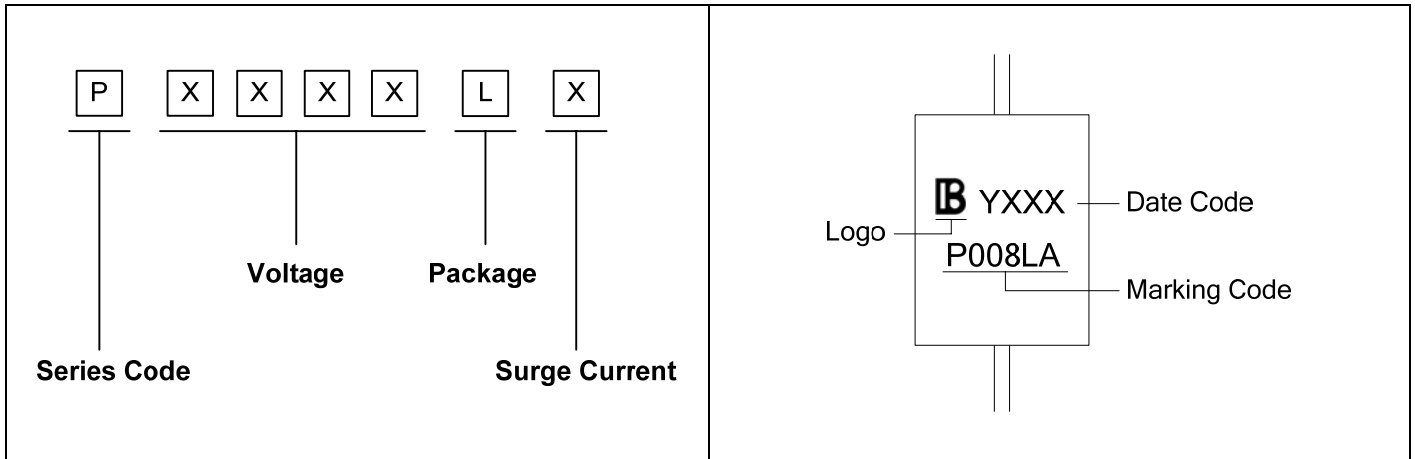 P X X X X L X
Voltage
Package
Series Code
Surge Current
B YXXX
Date Code
Logo
P008LA
Marking Code